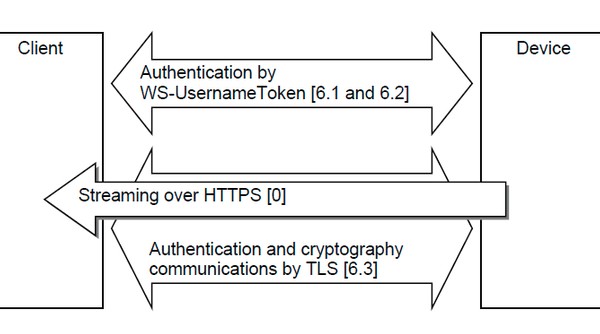 Client
Device
Authentication by
WS-UsernameToken [6.1 and 6.2]
Streaming over HTTPS [0]
Authentication and cryptography
communications by TLS [6.3]